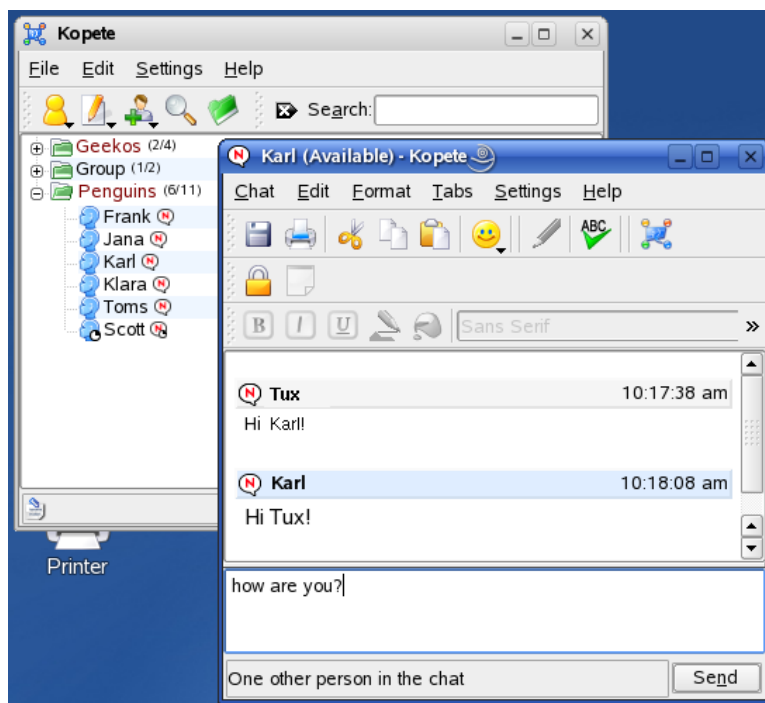 Kopete
File Edit Settings Help
Search:
Geekos (2/4)
Group (1/2)
Penguins (6/11)
Frank
Jana
Karl
Klara
Toms
Scott
Printer
Karl (Available) - Kopete
Chat Edit Format Tabs Settings Help
ABC
B I U Sans Serif »
N Tux 10:17:38 am
Hi Karl!
N Karl 10:18:08 am
Hi Tux!
how are you?
One other person in the chat Send